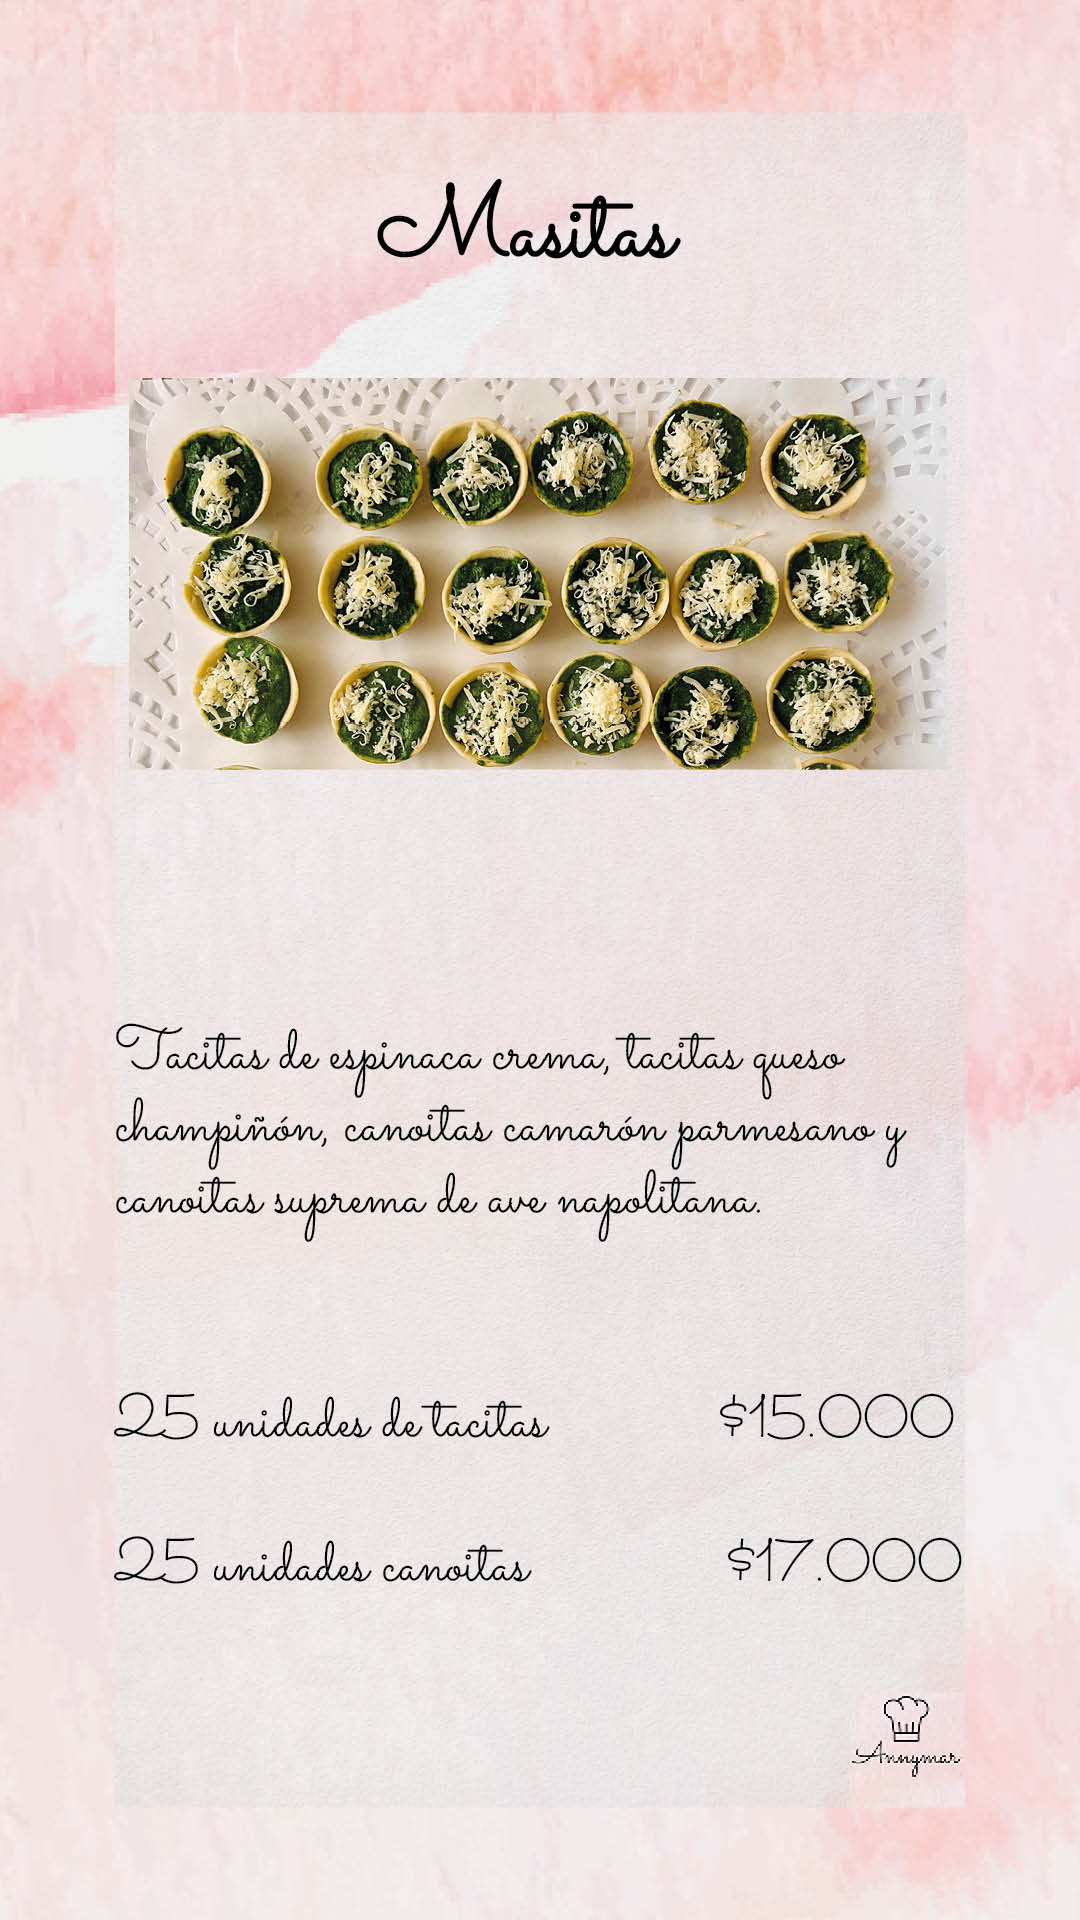 Masitas
Tacitas de espinaca crema, tacitas queso
champiñón, canoitas camarón parmesano y
canoitas suprema de ave napolitana.
25 unidades de tacitas $15.000
25 unidades canoitas $17.000
Annymar